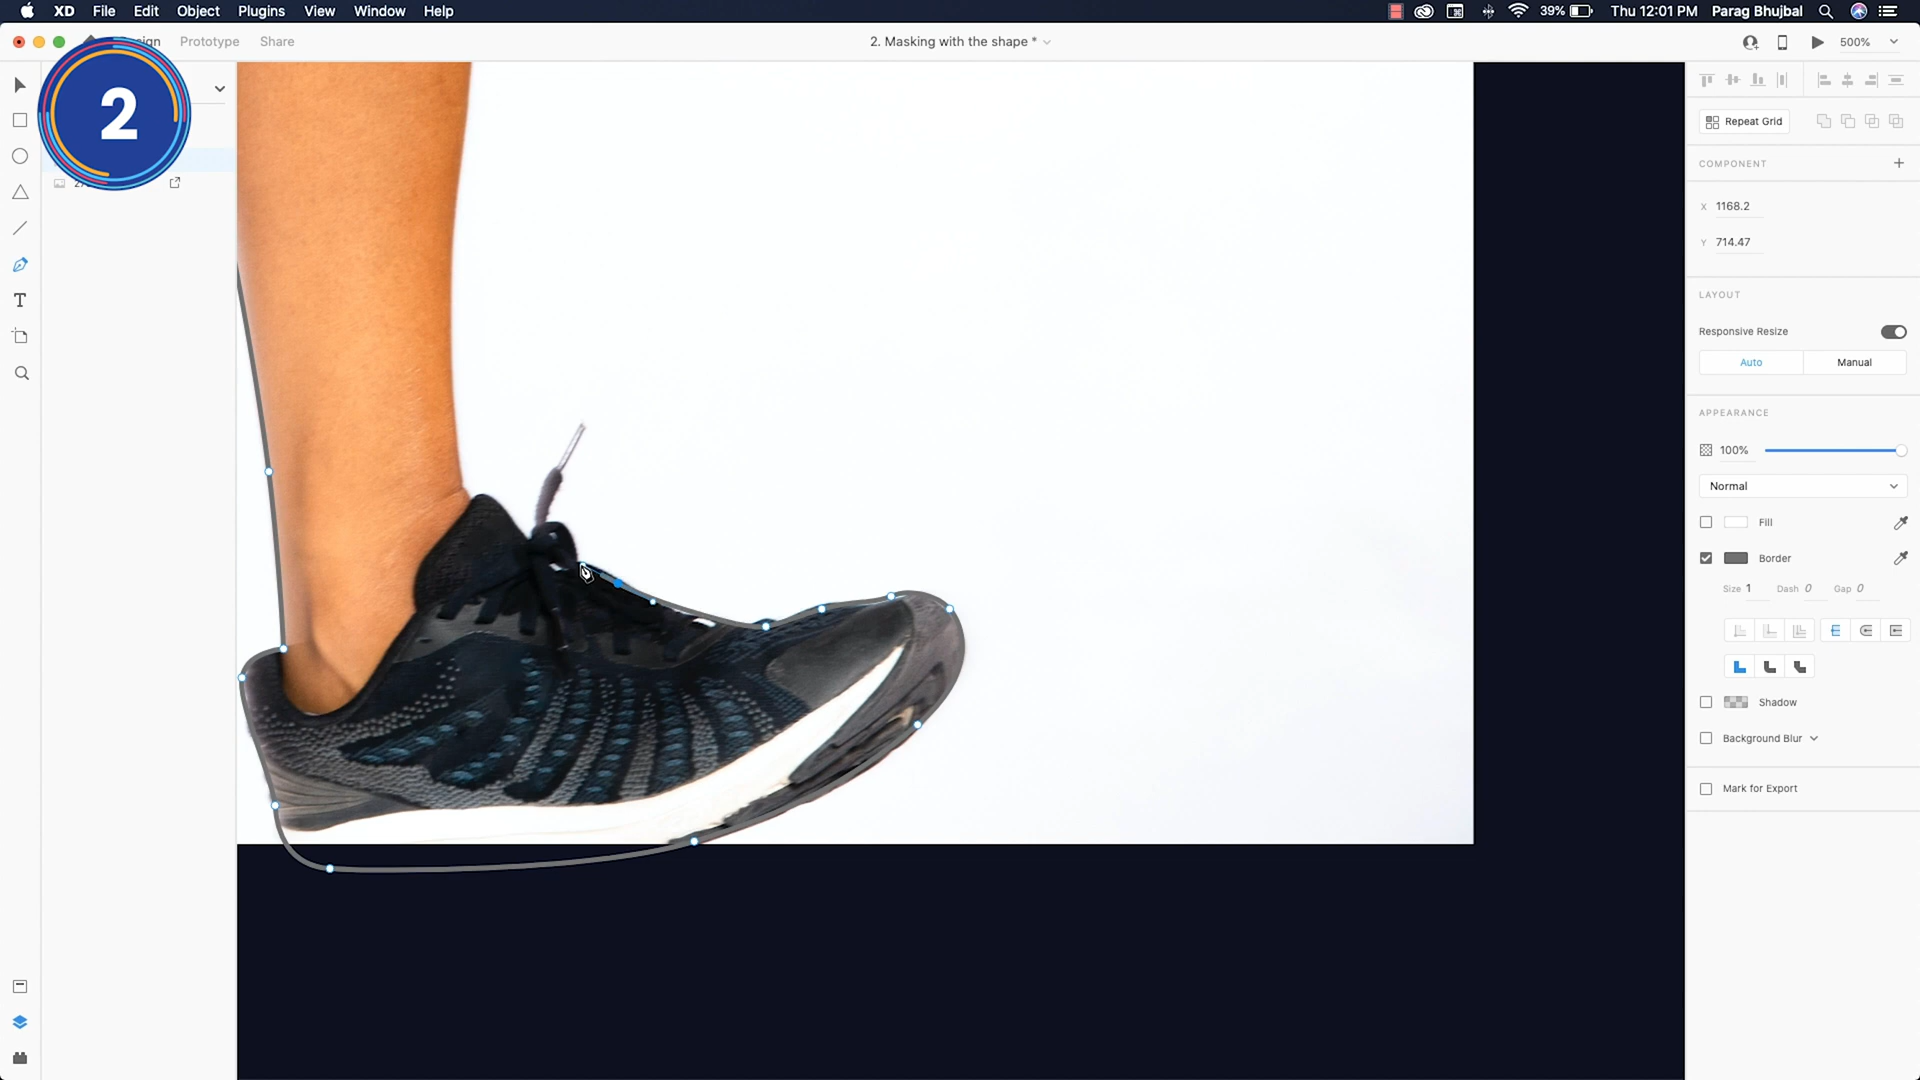 XD File Edit Object Plugins View Window Help
39% Thu 12:01 PM Parag Bhujbal
Prototype Share
2. Masking with the shape *
500%
2
Repeat Grid
COMPONENT
X 1168.2
Y 714.47
LAYOUT
Responsive Resize
Auto Manual
APPEARANCE
100%
Normal
Fill
Border
Size 1 Dash 0 Gap 0
Shadow
Background Blur
Mark for Export
T